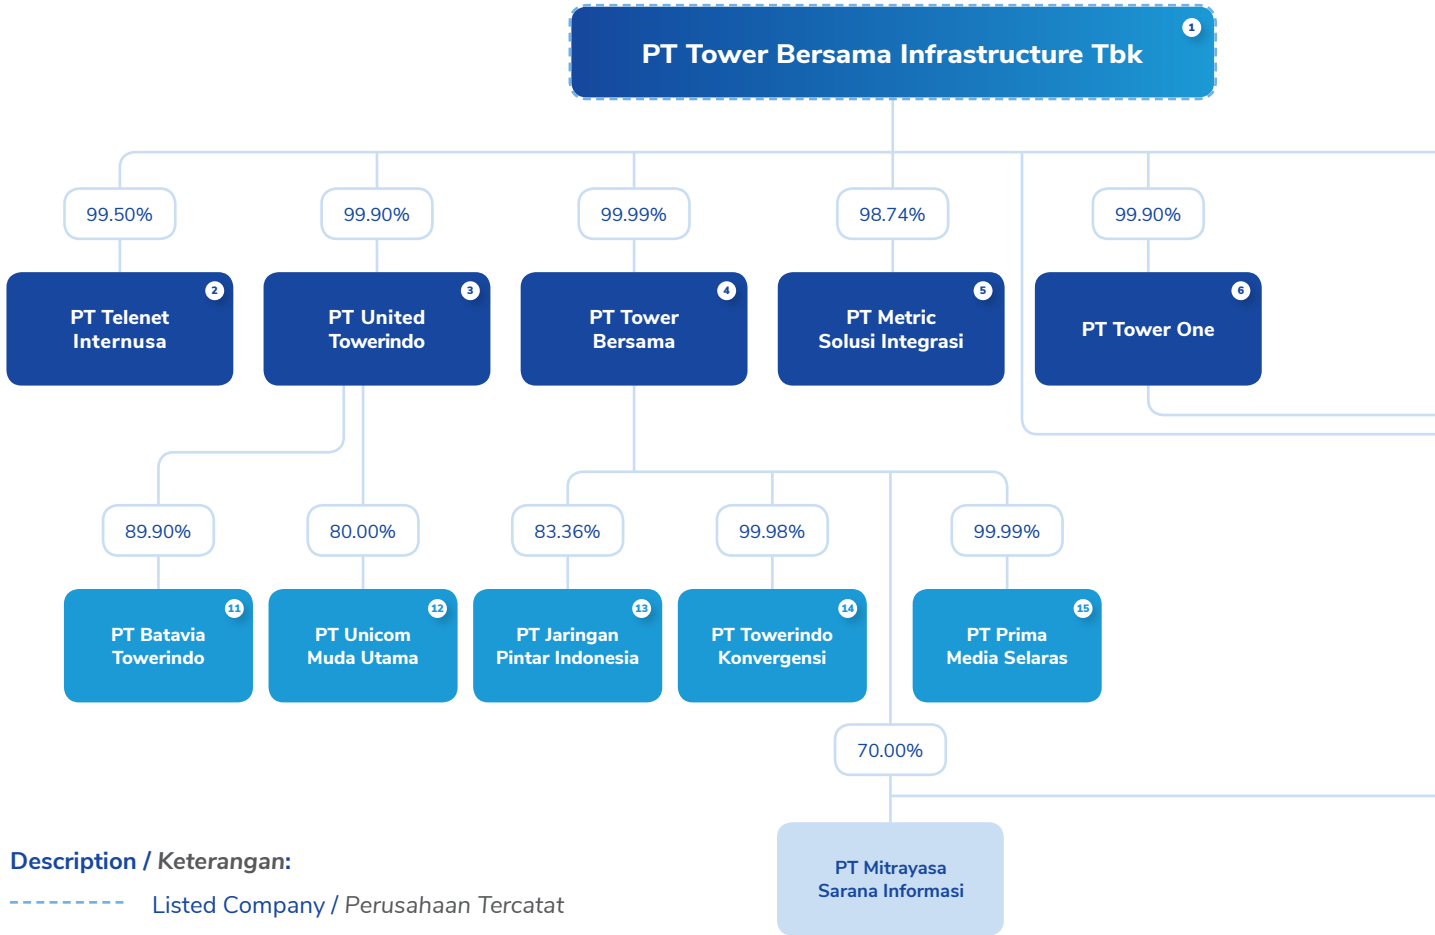 1
PT Tower Bersama Infrastructure Tbk
99.50%
99.90%
99.99%
98.74%
99.90%
2
PT Telenet
Internusa
3
PT United
Towerindo
4
PT Tower
Bersama
5
PT Metric
Solusi Integrasi
6
PT Tower One
89.90%
80.00%
83.36%
99.98%
99.99%
11
PT Batavia
Towerindo
12
PT Unicom
Muda Utama
13
PT Jaringan
Pintar Indonesia
14
PT Towerindo
Konvergensi
15
PT Prima
Media Selaras
70.00%
PT Mitrayasa
Sarana Informasi
Description / Keterangan:
Listed Company / Perusahaan Tercatat